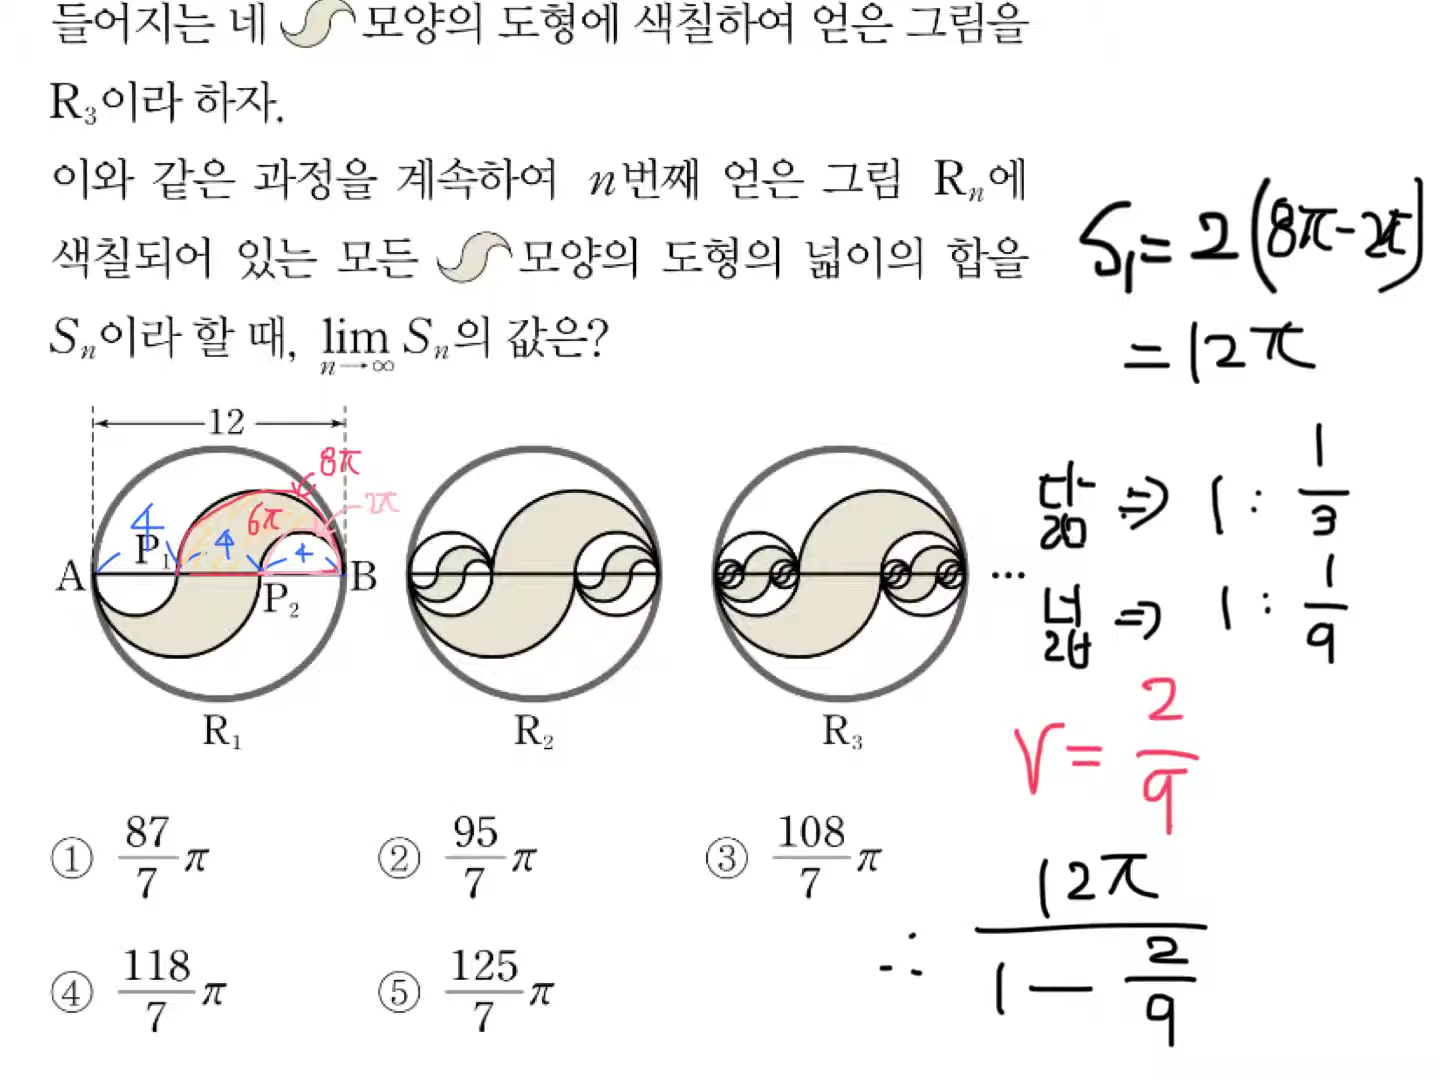 들어지는 네 모양의 도형에 색칠하여 얻은 그림을
R₃이라 하자.
이와 같은 과정을 계속하여 n번째 얻은 그림 Rₙ에
색칠되어 있는 모든 모양의 도형의 넓이의 합을
Sₙ이라 할 때, lim n→∞ Sₙ의 값은?
S₁ = 2(8π-2π)
= 12π
12
8π
2π
6π
4
4
4
A
P₁
P₂
B
R₁
R₂
R₃
...
닮음 ⇒ 1 : 1/3
넓이 ⇒ 1 : 1/9
r = 2/9
① 87/7 π
② 95/7 π
③ 108/7 π
④ 118/7 π
⑤ 125/7 π
∴ 12π/(1 - 2/9)